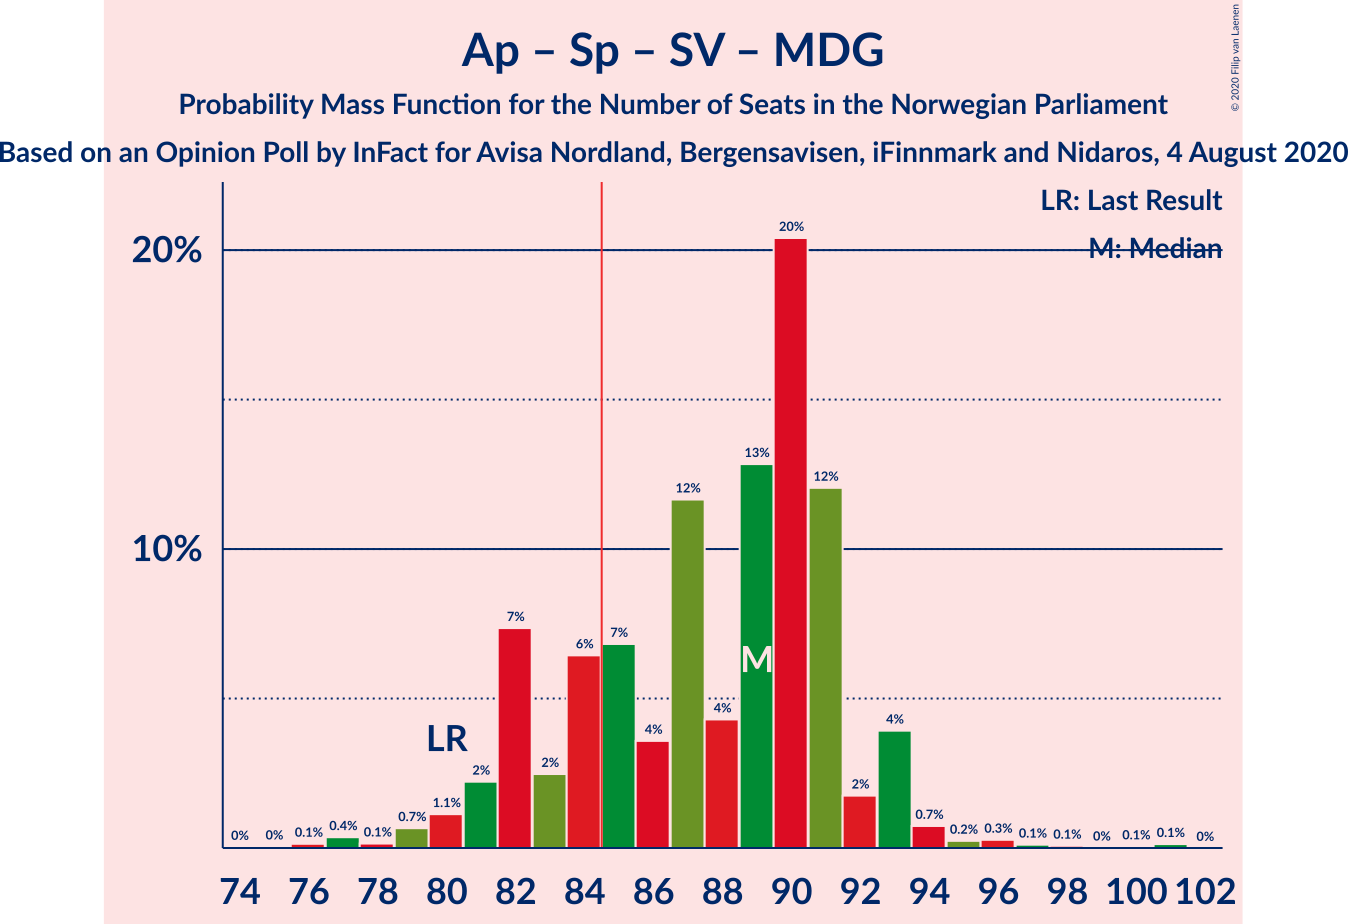 Ap – Sp – SV – MDG
Probability Mass Function for the Number of Seats in the Norwegian Parliament
Based on an Opinion Poll by InFact for Avisa Nordland, Bergensavisen, iFinnmark and Nidaros, 4 August 2020
© 2020 Filip van Laenen
LR: Last Result
M: Median
20%
10%
LR
M
0% 0% 0.1% 0.4% 0.1% 0.7% 1.1% 2% 7% 2% 6% 7% 4% 12% 4% 13% 20% 12% 2% 4% 0.7% 0.2% 0.3% 0.1% 0.1% 0% 0.1% 0.1% 0%
74 76 78 80 82 84 86 88 90 92 94 96 98 100 102